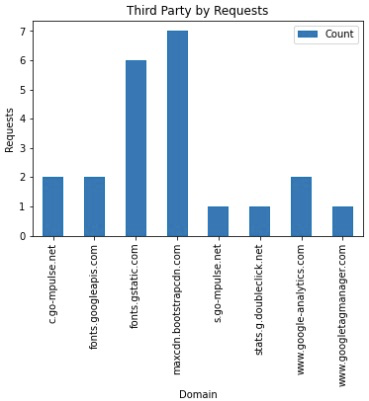 Third Party by Requests
Count
Requests
7
6
5
4
3
2
1
0
c.go-mpulse.net
fonts.googleapis.com
fonts.gstatic.com
maxcdn.bootstrapcdn.com
s.go-mpulse.net
stats.g.doubleclick.net
www.google-analytics.com
www.googletagmanager.com
Domain